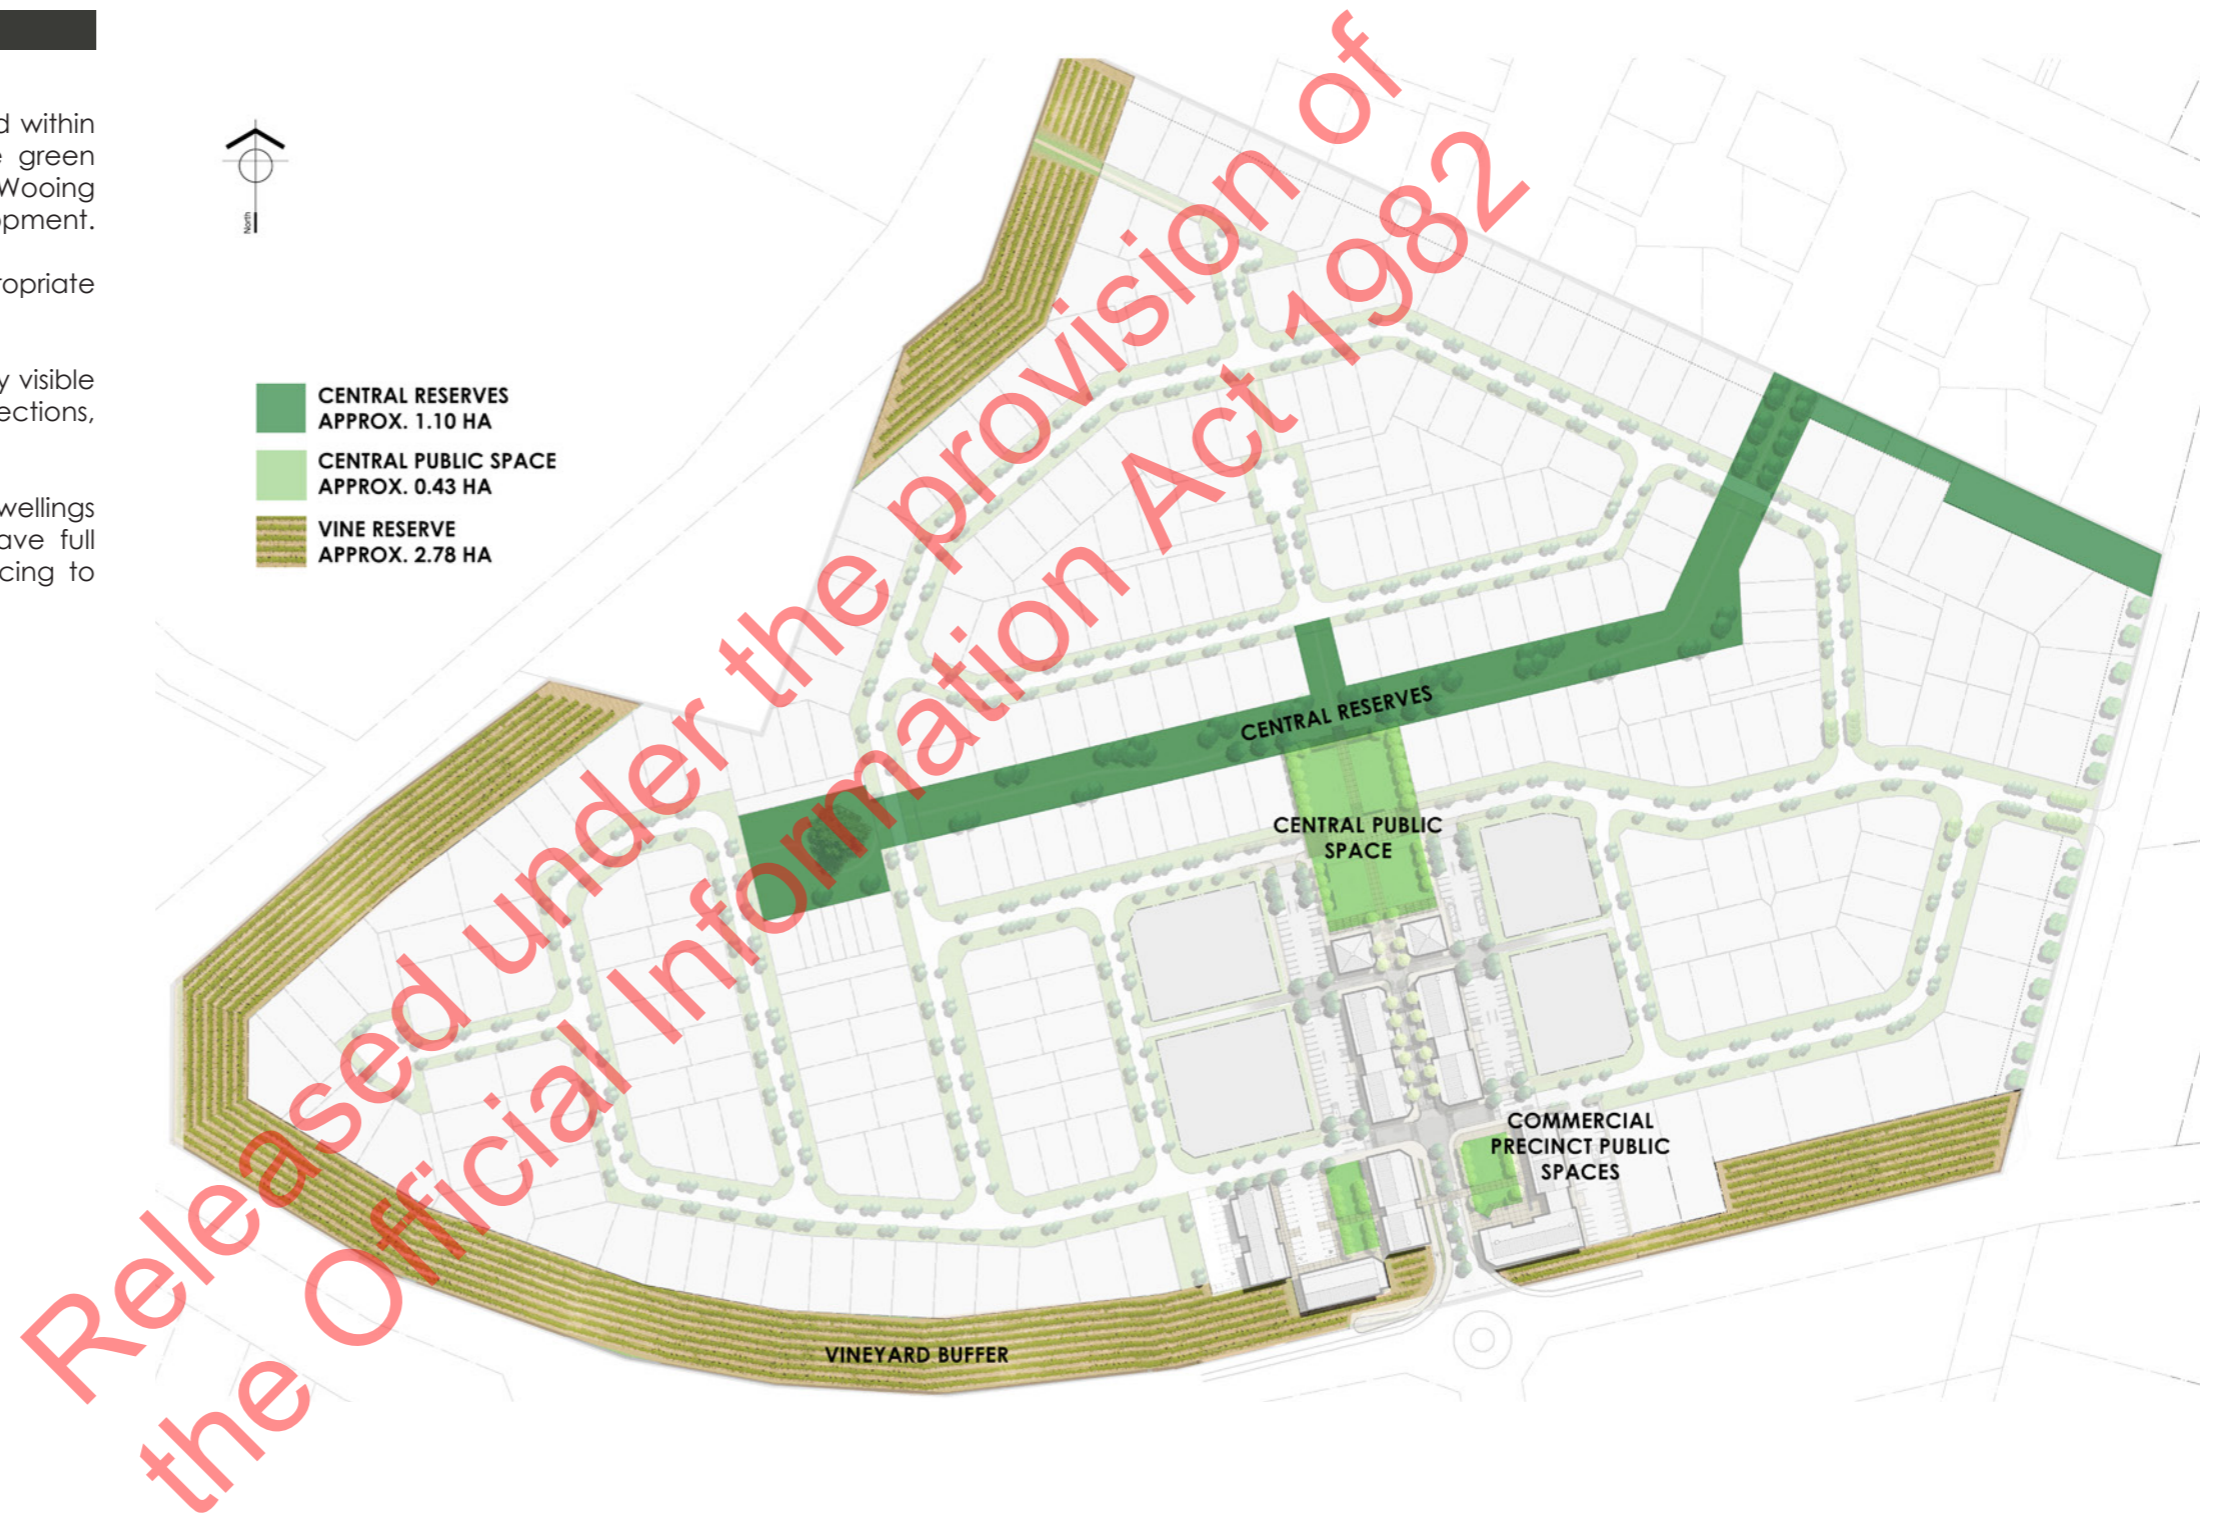 d within
green
Wooing
opment.
ropriate
y visible
ections,
wellings
ave full
cing to
North
CENTRAL RESERVES
APPROX. 1.10 HA
CENTRAL PUBLIC SPACE
APPROX. 0.43 HA
VINE RESERVE
APPROX. 2.78 HA
CENTRAL RESERVES
CENTRAL PUBLIC
SPACE
COMMERCIAL
PRECINCT PUBLIC
SPACES
VINEYARD BUFFER
Released under the provision of
the Official Information Act 1982